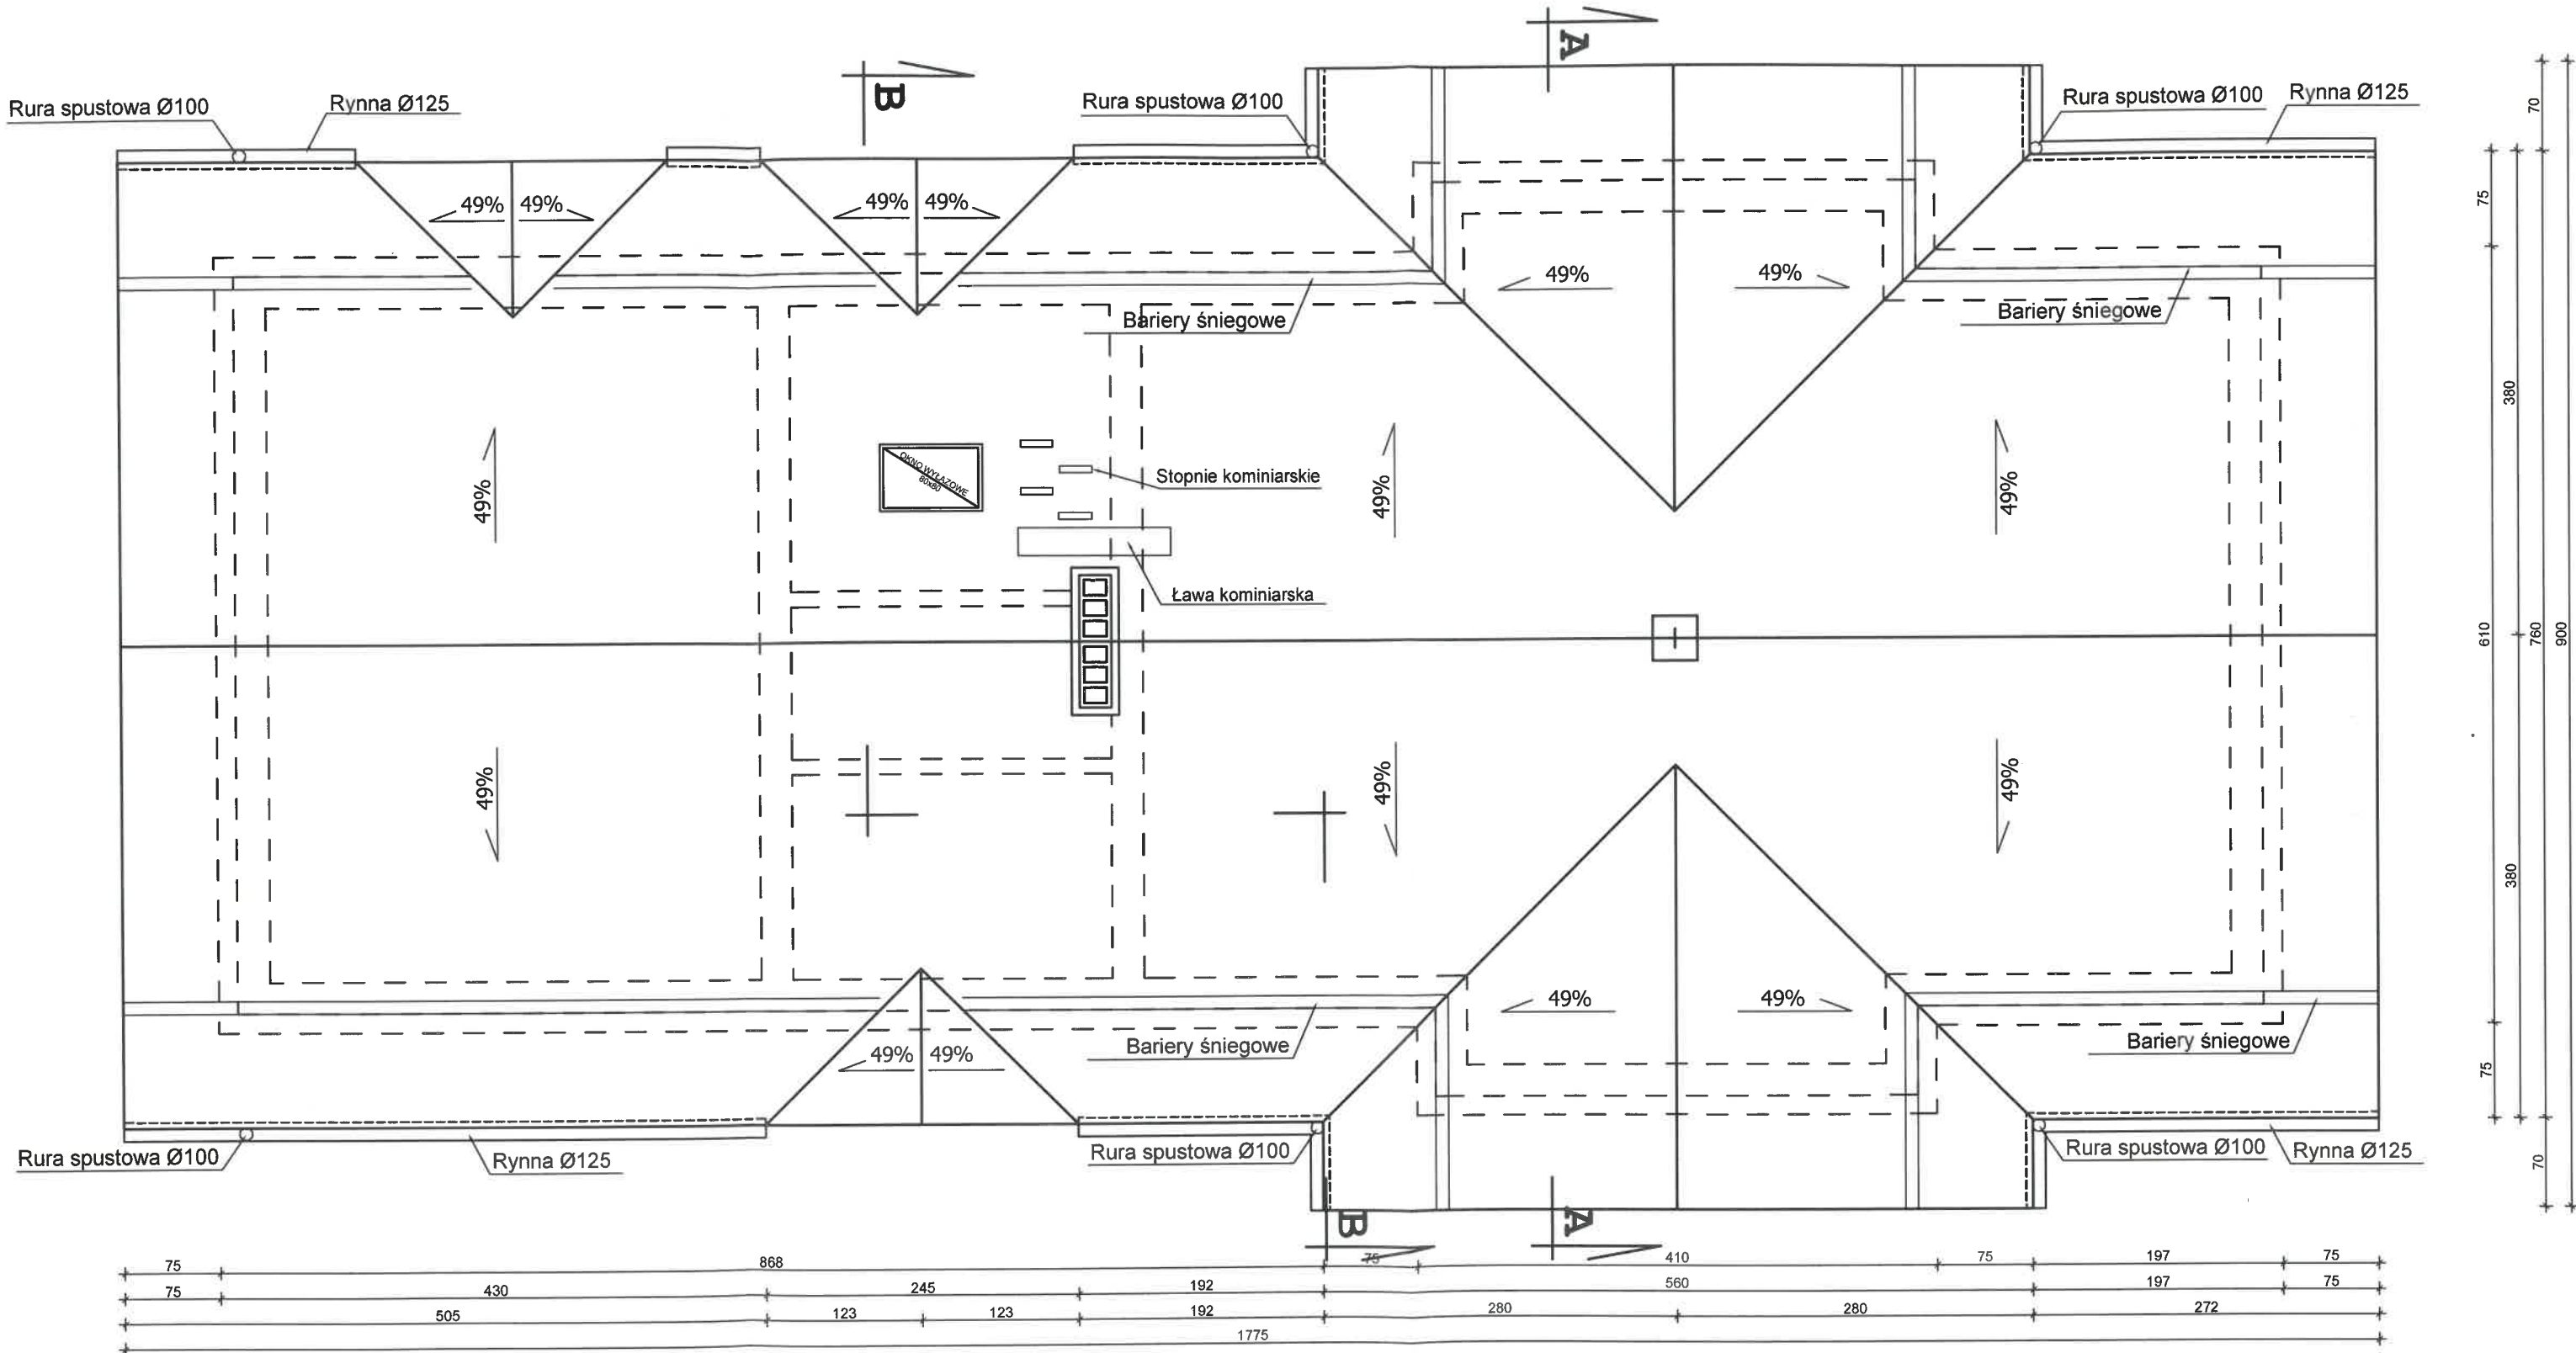 A
B
Rura spustowa Ø100
Rynna Ø125
Rura spustowa Ø100
Rura spustowa Ø100
Rynna Ø125
49% 49%
49% 49%
49%
49%
Bariery śniegowe
Bariery śniegowe
OKNO WYŁAZOWE
80x80
Stopnie kominiarskie
49%
49%
49%
Ława kominiarska
49%
49%
49%
49%
49%
49% 49%
Bariery śniegowe
Bariery śniegowe
Rura spustowa Ø100
Rynna Ø125
Rura spustowa Ø100
Rura spustowa Ø100
Rynna Ø125
B
A
70
75
380
610
760
900
380
75
70
75 868 75 410 75 197 75
75 430 245 192 560 197 75
505 123 123 192 280 280 272
1775